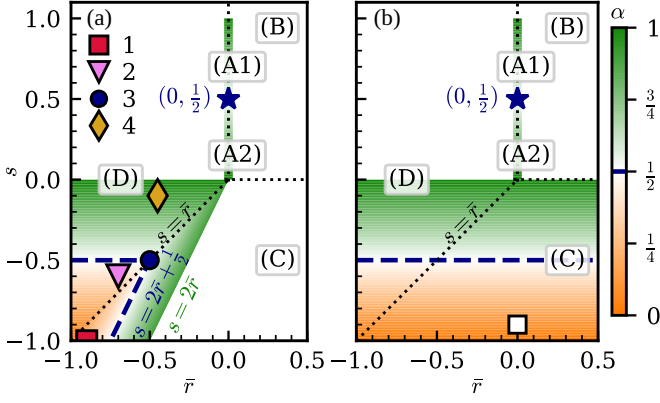 (a)
1
2
3
4
(B)
(A1)
(0, 1/2)
(A2)
(D)
(C)
s = r̄
s = 2r̄ + 1/2
s = 2r̄
1.0
0.5
0.0
−0.5
−1.0
s
−1.0 −0.5 0.0 0.5
r̄
(b)
(B)
(A1)
(0, 1/2)
(A2)
(D)
(C)
s = r̄
−1.0 −0.5 0.0 0.5
r̄
α
1
3/4
1/2
1/4
0